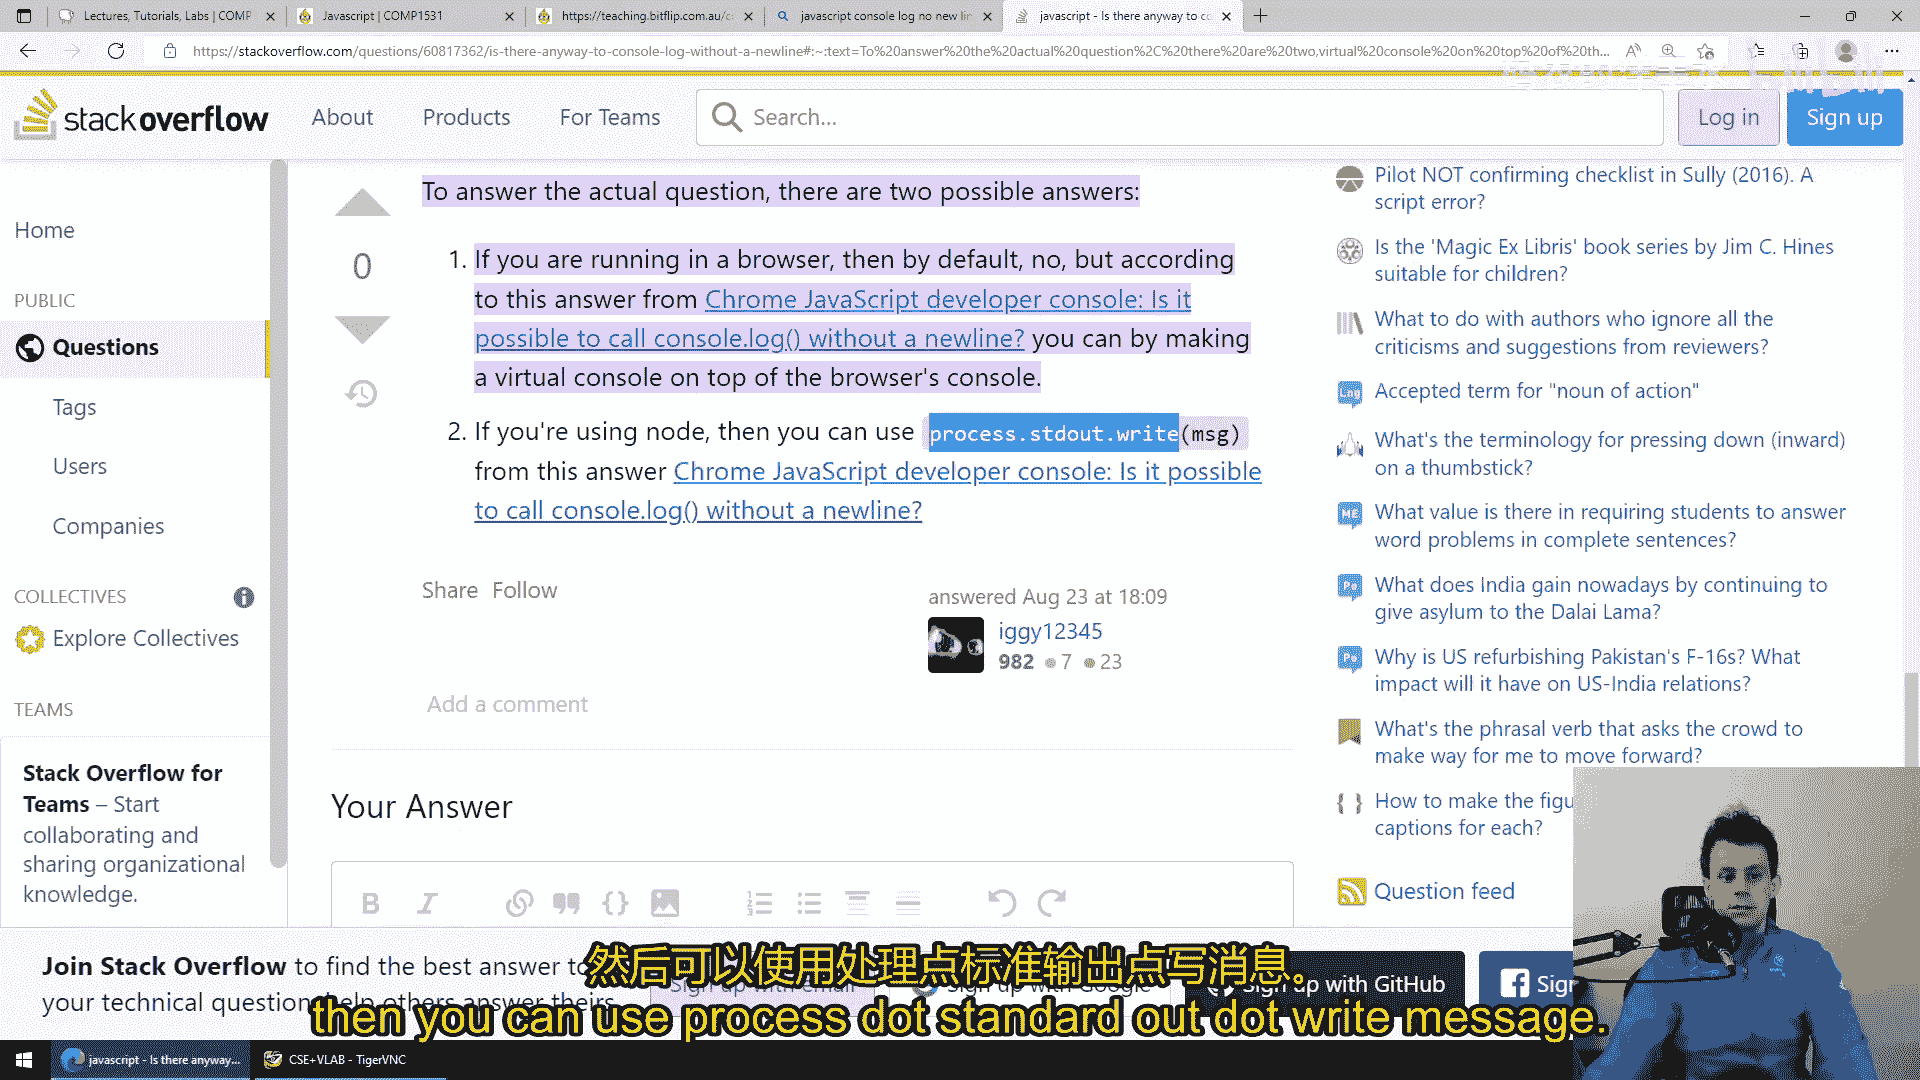 Lectures, Tutorials, Labs | COMP
Javascript | COMP1531
https://teaching.bitflip.com.au/c
javascript console log no new lin
javascript - Is there anyway to co
https://stackoverflow.com/questions/60817362/is-there-anyway-to-console-log-without-a-newline#:~:text=To%20answer%20the%20actual%20question%2C%20there%20are%20two,virtual%20console%20on%20top%20of%20th...
stackoverflow
About
Products
For Teams
Search...
Log in
Sign up
Home
PUBLIC
Questions
Tags
Users
Companies
COLLECTIVES
Explore Collectives
TEAMS
Stack Overflow for
Teams – Start
collaborating and
sharing organizational
knowledge.
To answer the actual question, there are two possible answers:
0
1. If you are running in a browser, then by default, no, but according
to this answer from Chrome JavaScript developer console: Is it
possible to call console.log() without a newline? you can by making
a virtual console on top of the browser's console.
2. If you're using node, then you can use process.stdout.write(msg)
from this answer Chrome JavaScript developer console: Is it possible
to call console.log() without a newline?
Share Follow
answered Aug 23 at 18:09
iggy12345
982 7 23
Add a comment
Your Answer
Pilot NOT confirming checklist in Sully (2016). A
script error?
Is the 'Magic Ex Libris' book series by Jim C. Hines
suitable for children?
What to do with authors who ignore all the
criticisms and suggestions from reviewers?
Accepted term for "noun of action"
What's the terminology for pressing down (inward)
on a thumbstick?
What value is there in requiring students to answer
word problems in complete sentences?
What does India gain nowadays by continuing to
give asylum to the Dalai Lama?
Why is US refurbishing Pakistan's F-16s? What
impact will it have on US-India relations?
What's the phrasal verb that asks the crowd to
make way for me to move forward?
How to make the figu
captions for each?
Question feed
Join Stack Overflow to find the best answer to
your technical question, help others answer theirs.
Sign up with email
Sign up with Google
Sign up with GitHub
Sign
然后可以使用处理点标准输出点写消息。
then you can use process dot standard out dot write message.
javascript - Is there anyway...
CSE+VLAB - TigerVNC